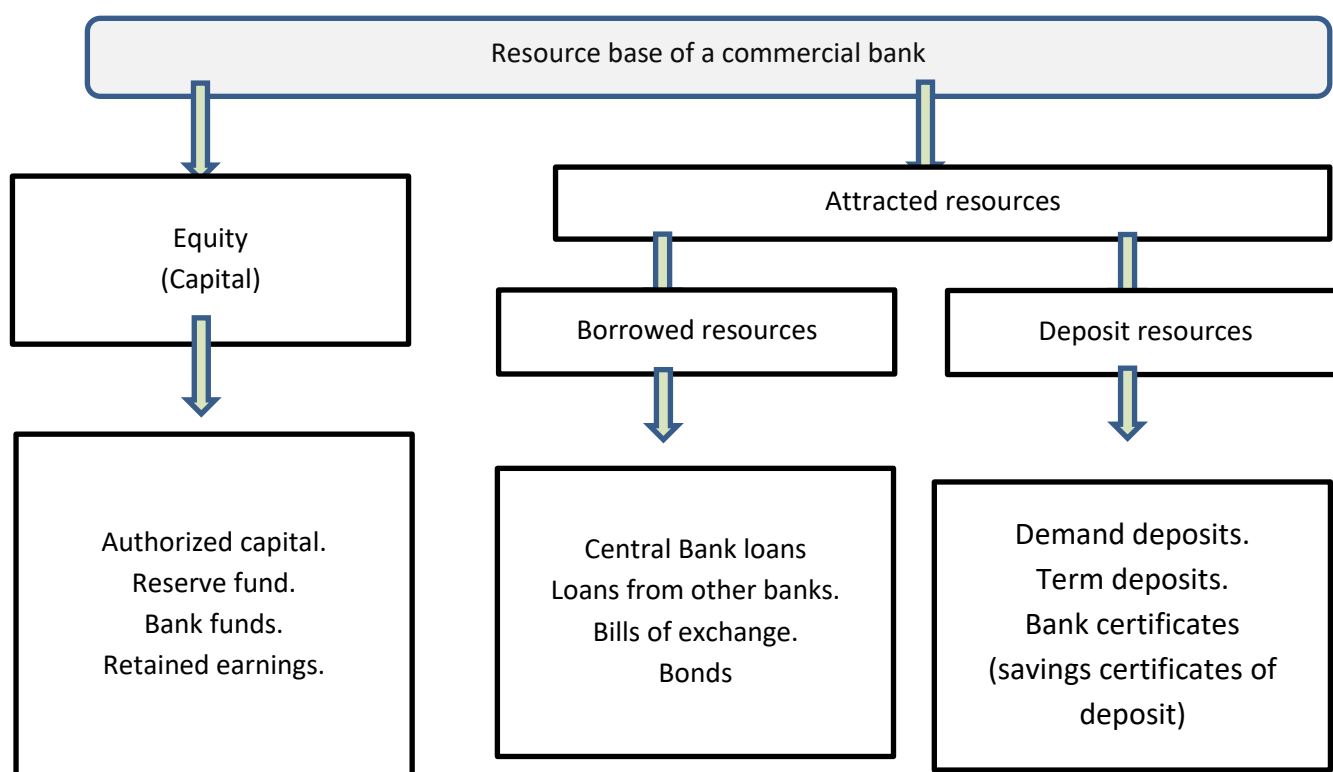 Resource base of a commercial bank
Equity
(Capital)
Attracted resources
Borrowed resources
Deposit resources
Authorized capital.
Reserve fund.
Bank funds.
Retained earnings.
Central Bank loans
Loans from other banks.
Bills of exchange.
Bonds
Demand deposits.
Term deposits.
Bank certificates
(savings certificates of
deposit)